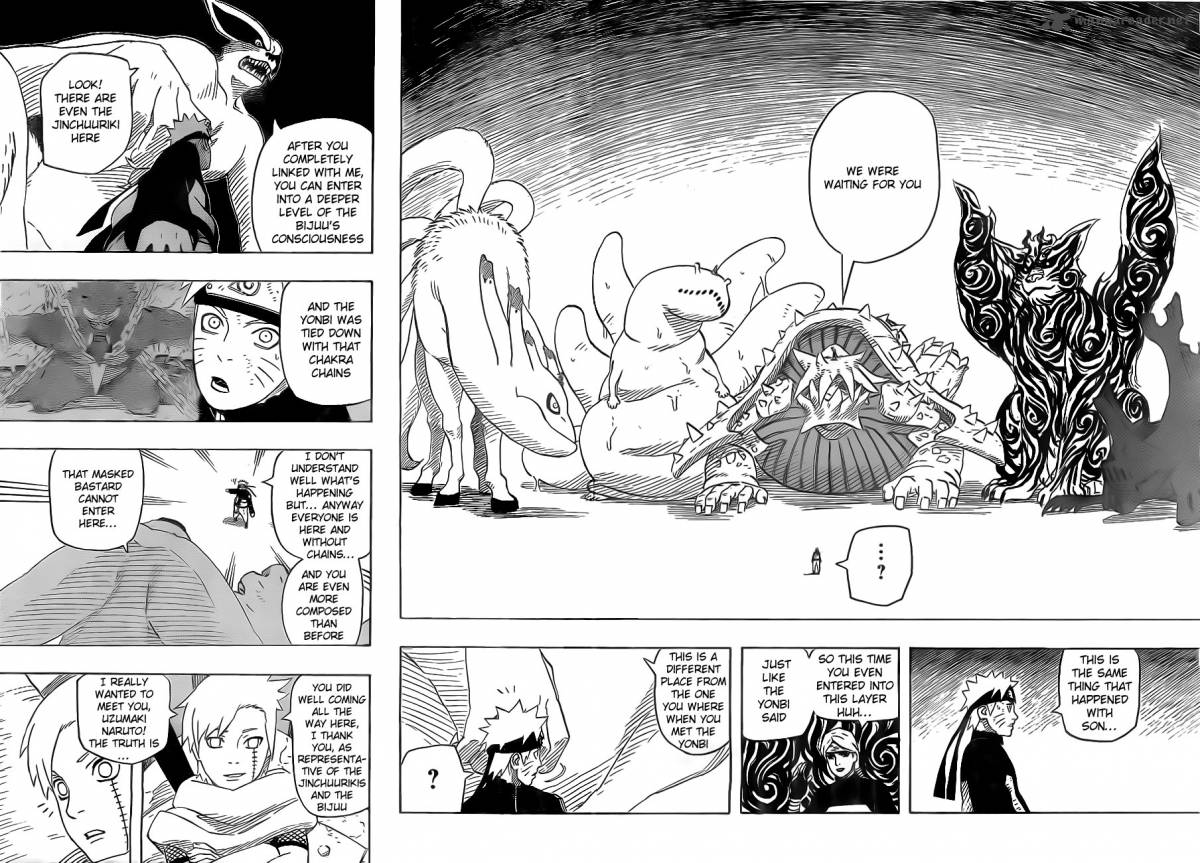 mangareader.net
WE WERE
WAITING FOR YOU
...
?
THIS IS
THE SAME
THING THAT
HAPPENED
WITH
SON...
SO THIS TIME
YOU EVEN
ENTERED INTO
THIS LAYER
HUH...
JUST
LIKE THE
YONBI
SAID
THIS IS A
DIFFERENT
PLACE FROM
THE ONE
YOU WHERE
WHEN YOU
MET THE
YONBI
?
LOOK!
THERE ARE
EVEN THE
JINCHUURIKI
HERE
AFTER YOU
COMPLETELY
LINKED WITH ME,
YOU CAN ENTER
INTO A DEEPER
LEVEL OF THE
BIJUU'S
CONSCIOUSNESS
AND THE
YONBI WAS
TIED DOWN
WITH THAT
CHAKRA
CHAINS
I DON'T
UNDERSTAND
WELL WHAT'S
HAPPENING
BUT... ANYWAY
EVERYONE IS
HERE AND
WITHOUT
CHAINS...
AND YOU
ARE EVEN
MORE
COMPOSED
THAN
BEFORE
THAT MASKED
BASTARD
CANNOT
ENTER
HERE...
YOU DID
WELL COMING
ALL THE
WAY HERE,
I THANK
YOU, AS
REPRESENTA-
TIVE OF THE
JINCHUURIKIS
AND THE
BIJUU
I REALLY
WANTED TO
MEET YOU,
UZUMAKI
NARUTO!
THE TRUTH IS
...